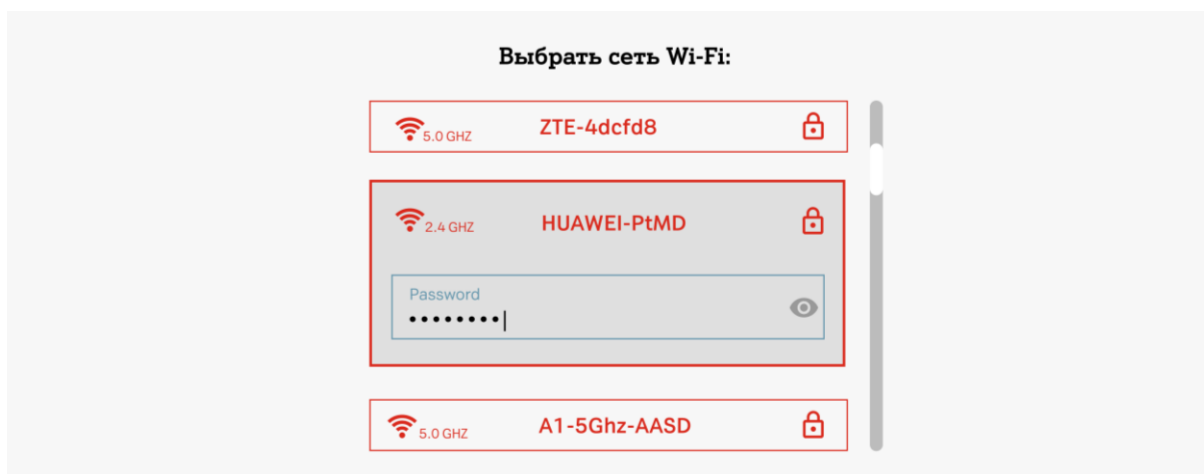 Выбрать сеть Wi-Fi:
5.0 GHZ ZTE-4dcfd8
2.4 GHZ HUAWEI-PtMD
Password
••••••••
5.0 GHZ A1-5Ghz-AASD